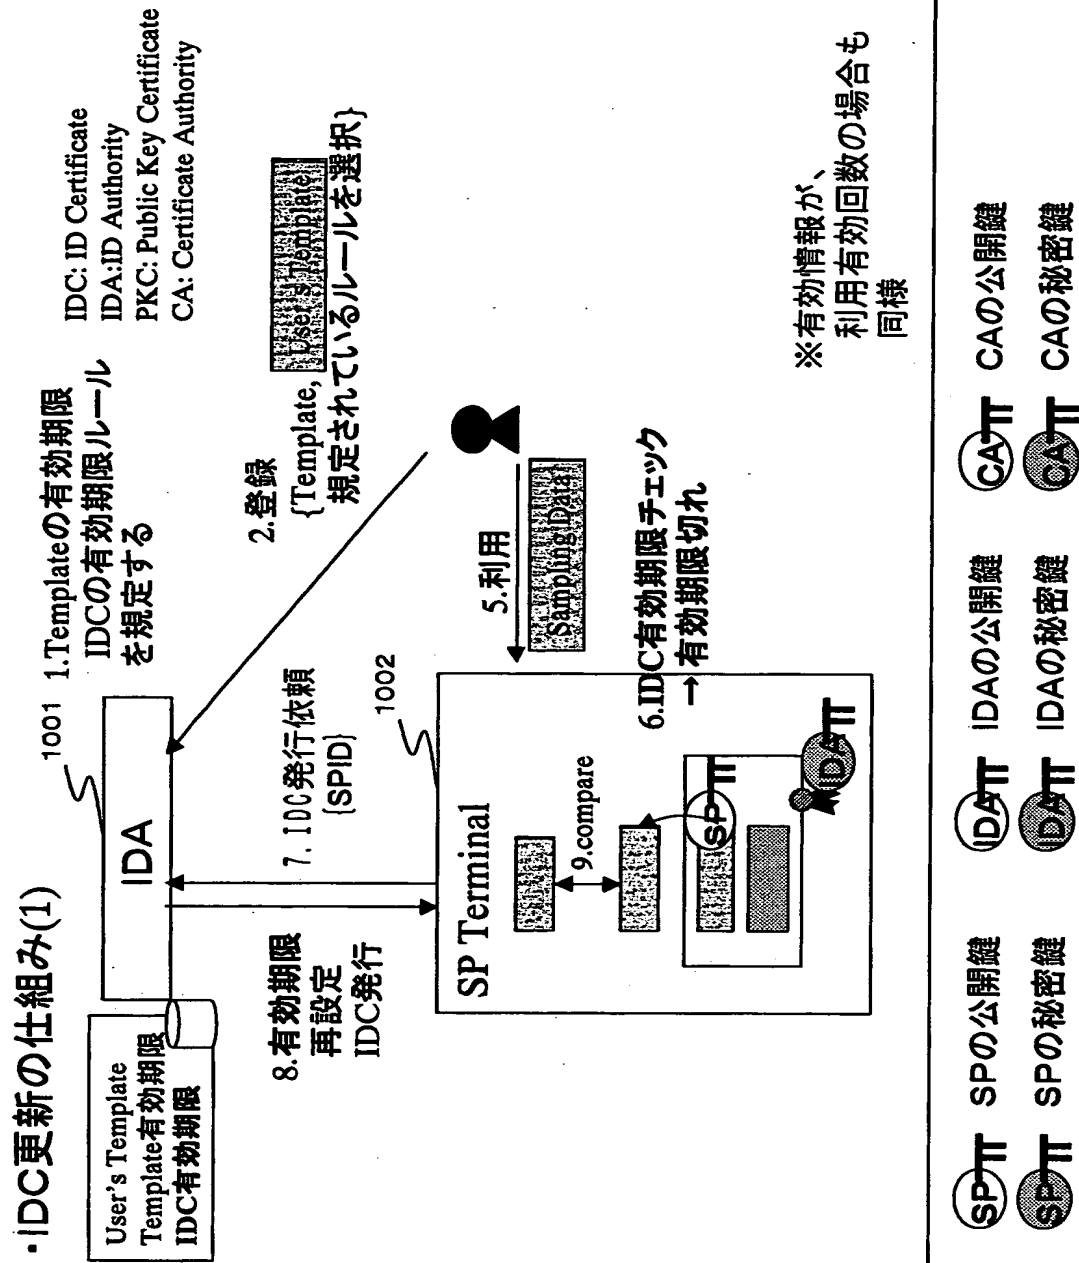 ・IDC更新の仕組み(1)
User's Template
Template有効期限
IDC有効期限
IDA
1001
1.Templateの有効期限
IDCの有効期限ルール
を規定する
IDC: ID Certificate
IDA:ID Authority
PKC: Public Key Certificate
CA: Certificate Authority
2.登録
{Template, User's Template
規定されているルールを選択}
7. IDC発行依頼
{SPID}
8.有効期限
再設定
IDC発行
1002
SP Terminal
5.利用
Sampling Data
6.IDC有効期限チェック
→有効期限切れ
9.compare
SP
IDA
※有効情報が、
利用有効回数の場合も
同様
SP SPの公開鍵
SP SPの秘密鍵
IDA IDAの公開鍵
IDA IDAの秘密鍵
CA CAの公開鍵
CA CAの秘密鍵